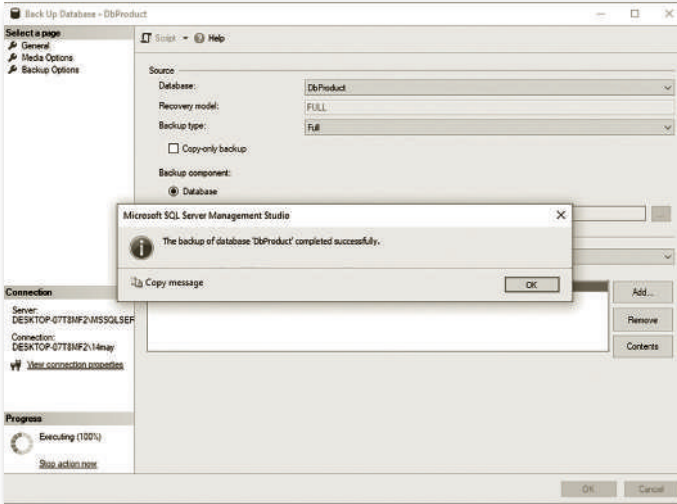 Back Up Database - DbProduct
Select a page
General
Media Options
Backup Options
Script
Help
Source
Database:
DbProduct
Recovery model:
FULL
Backup type:
Full
Copy-only backup
Backup component:
Database
Microsoft SQL Server Management Studio
The backup of database 'DbProduct' completed successfully.
Copy message
OK
Add...
Remove
Contents
Connection
Server:
DESKTOP-07T8MF2\MSSQLSER
Connection:
DESKTOP-07T8MF2\14may
View connection properties
Progress
Executing (100%)
Stop action now
OK
Cancel